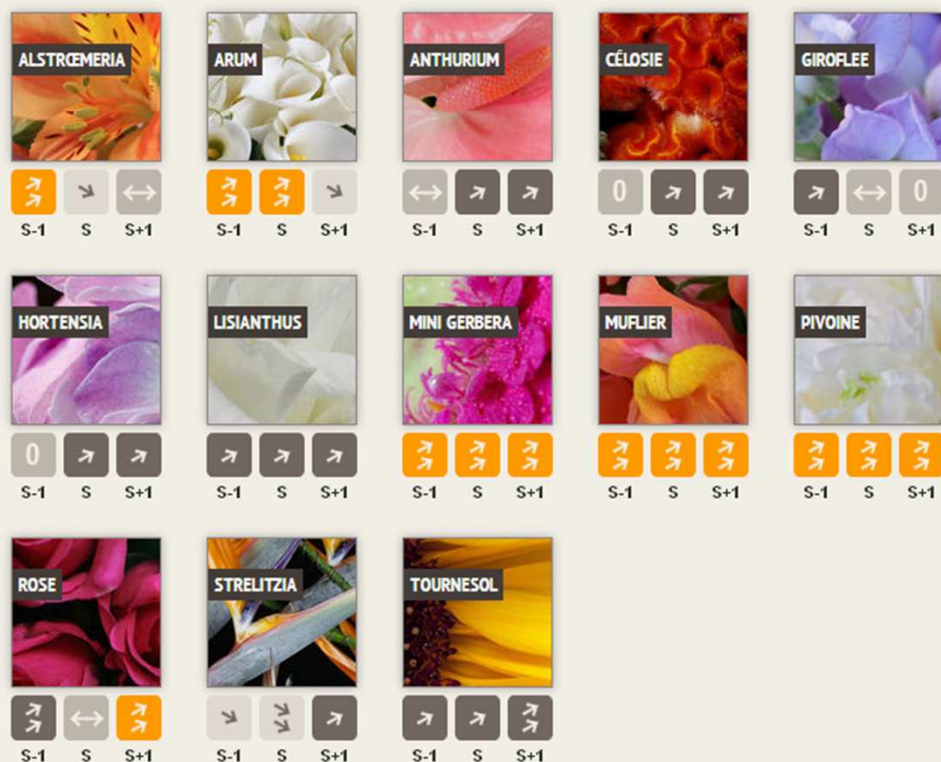 ALSTRŒMERIA
ARUM
ANTHURIUM
CÉLOSIE
GIROFLEE
0
0
S-1 S S+1
S-1 S S+1
S-1 S S+1
S-1 S S+1
S-1 S S+1
HORTENSIA
LISIANTHUS
MINI GERBERA
MUFLIER
PIVOINE
0
S-1 S S+1
S-1 S S+1
S-1 S S+1
S-1 S S+1
S-1 S S+1
ROSE
STRELITZIA
TOURNESOL
S-1 S S+1
S-1 S S+1
S-1 S S+1